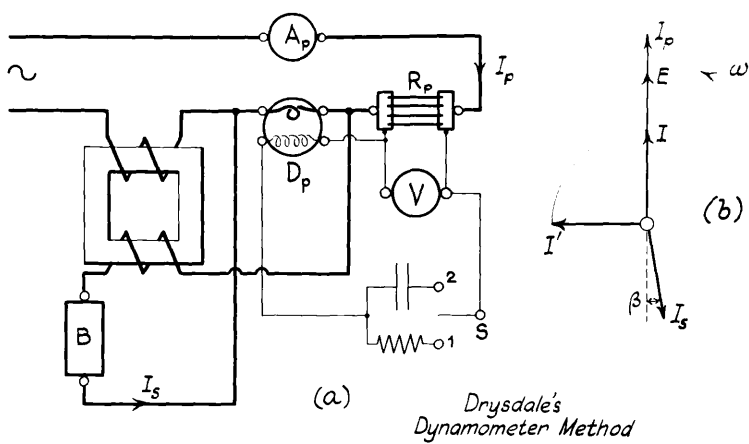 A_p
I_p
R_p
D_p
V
2
S
1
B
I_s
(a)
I_p
E
ω
I
I'
(b)
β
I_s
Drysdale's
Dynamometer Method